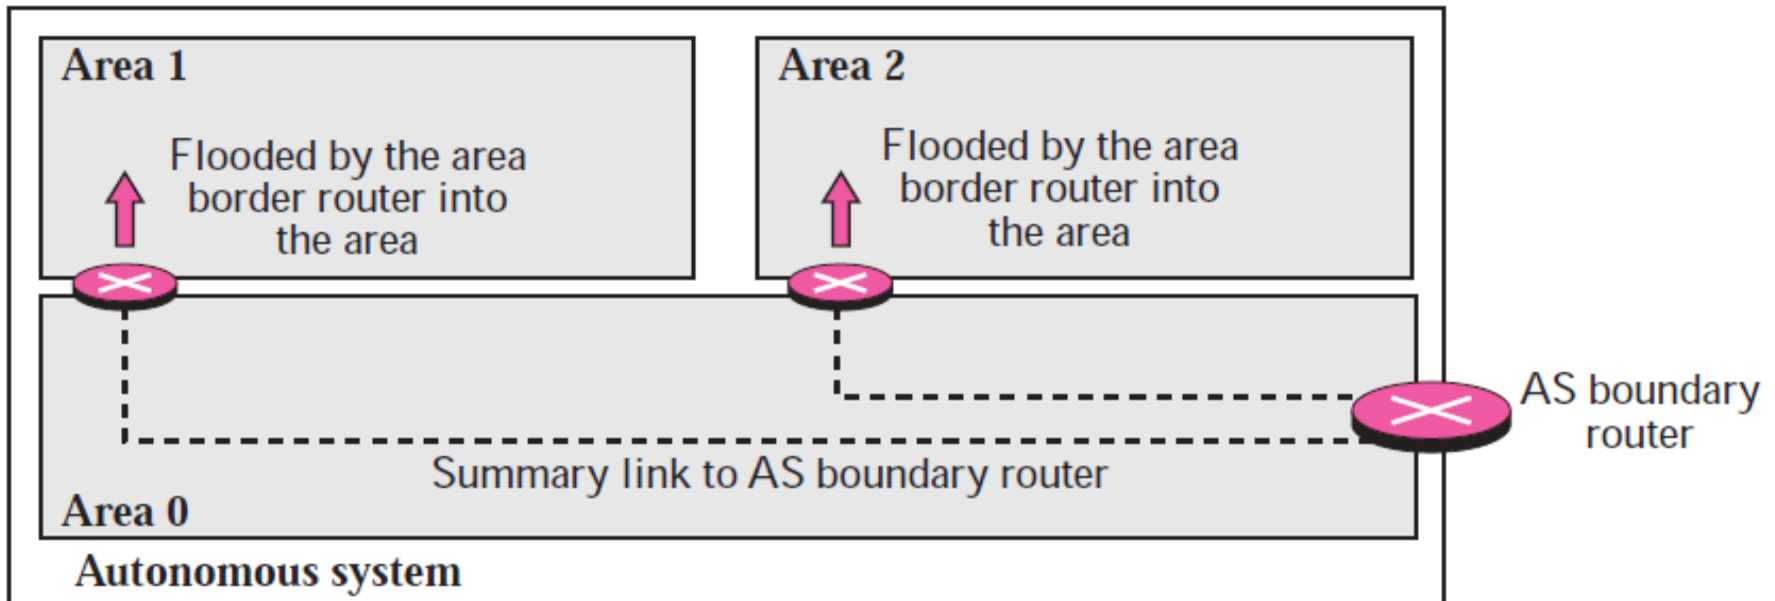 Area 1
Flooded by the area
border router into
the area
Area 2
Flooded by the area
border router into
the area
AS boundary
router
Summary link to AS boundary router
Area 0
Autonomous system